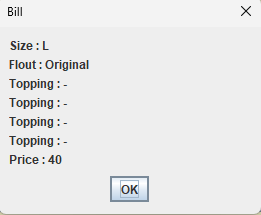 Bill
Size : L
Flout : Original
Topping : -
Topping : -
Topping : -
Topping : -
Price : 40
OK